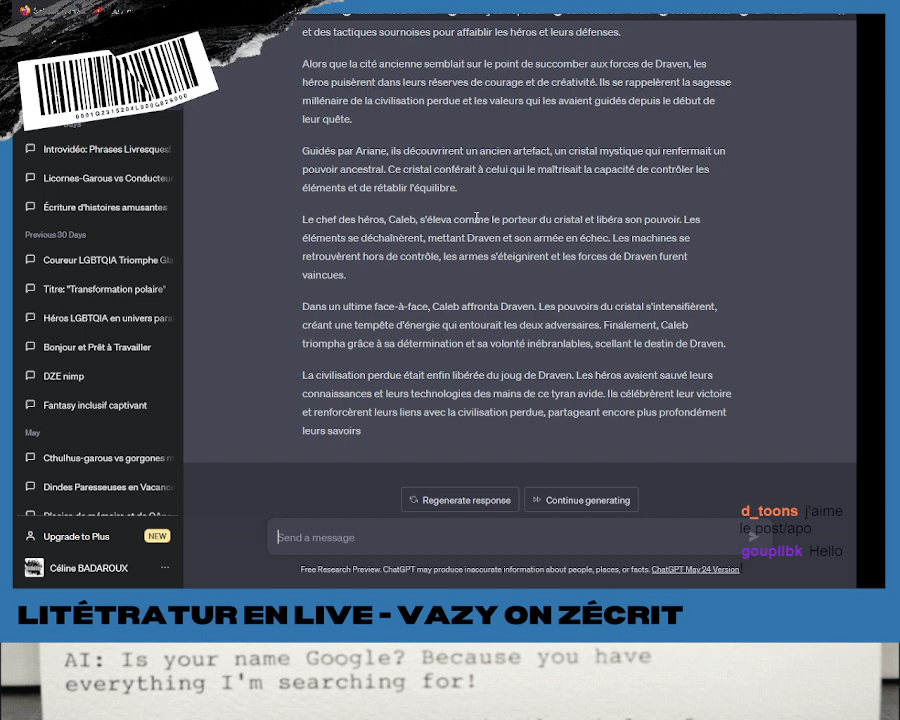 et des tactiques sournoises pour affaiblir les héros et leurs défenses.
Alors que la cité ancienne semblait sur le point de succomber aux forces de Draven, les
héros puisèrent dans leurs réserves de courage et de créativité. Ils se rappelèrent la sagesse
millénaire de la civilisation perdue et les valeurs qui les avaient guidés depuis le début de
leur quête.
Guidés par Ariane, ils découvrirent un ancien artefact, un cristal mystique qui renfermait un
pouvoir ancestral. Ce cristal conférait à celui qui le maîtrisait la capacité de contrôler les
éléments et de rétablir l'équilibre.
Le chef des héros, Caleb, s'éleva comme le porteur du cristal et libéra son pouvoir. Les
éléments se déchaînèrent, mettant Draven et son armée en échec. Les machines se
retrouvèrent hors de contrôle, les armes s'éteignirent et les forces de Draven furent
vaincues.
Dans un ultime face-à-face, Caleb affronta Draven. Les pouvoirs du cristal s'intensifièrent,
créant une tempête d'énergie qui entourait les deux adversaires. Finalement, Caleb
triompha grâce à sa détermination et sa volonté inébranlables, scellant le destin de Draven.
La civilisation perdue était enfin libérée du joug de Draven. Les héros avaient sauvé leurs
connaissances et leurs technologies des mains de ce tyran avide. Ils célébrèrent leur victoire
et renforcèrent leurs liens avec la civilisation perdue, partageant encore plus profondément
leurs savoirs
Introvidéo: Phrases Livresques!
Licornes-Garous vs Conducteur
Écriture d'histoires amusantes
Previous 30 Days
Coureur LGBTQIA Triomphe Gla
Titre: "Transformation polaire"
Héros LGBTQIA en univers para
Bonjour et Prêt à Travailler
DZE nimp
Fantasy inclusif captivant
May
Cthulhus-garous vs gorgones m
Dindes Paresseuses en Vacanc
Upgrade to Plus NEW
Céline BADAROUX ...
Regenerate response
Continue generating
Send a message
Free Research Preview. ChatGPT may produce inaccurate information about people, places, or facts. ChatGPT May 24 Version
d_toons j'aime
le post/apo
gouplibk Hello
!
LITÉTRATUR EN LIVE - VAZY ON ZÉCRIT
AI: Is your name Google? Because you have
everything I'm searching for!